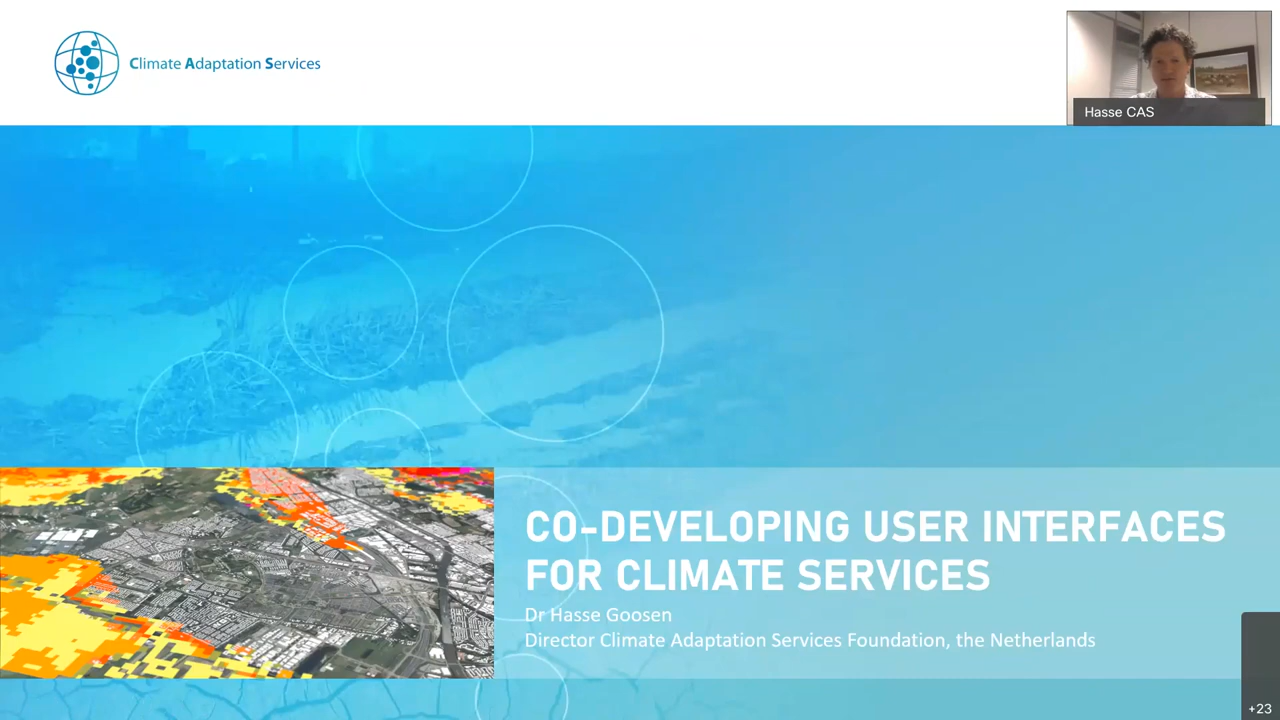 Climate Adaptation Services
Hasse CAS
CO-DEVELOPING USER INTERFACES
FOR CLIMATE SERVICES
Dr Hasse Goosen
Director Climate Adaptation Services Foundation, the Netherlands
+23